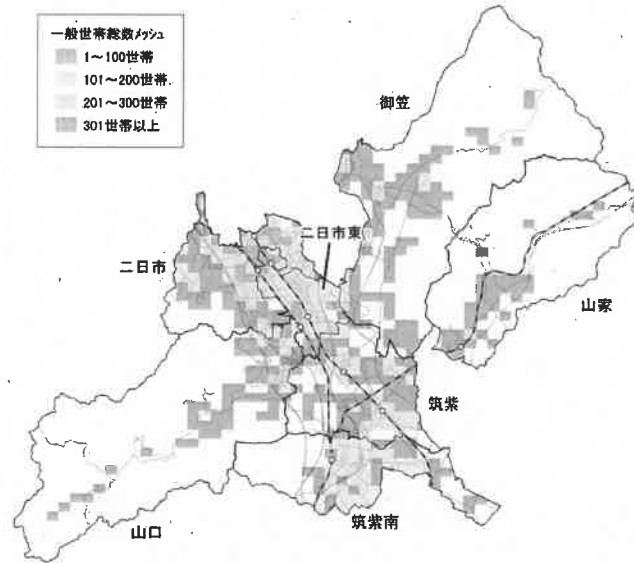 一般世帯総数メッシュ
1～100世帯
101～200世帯
201～300世帯
301世帯以上
御笠
二日市東
二日市
山家
筑紫
筑紫南
山口